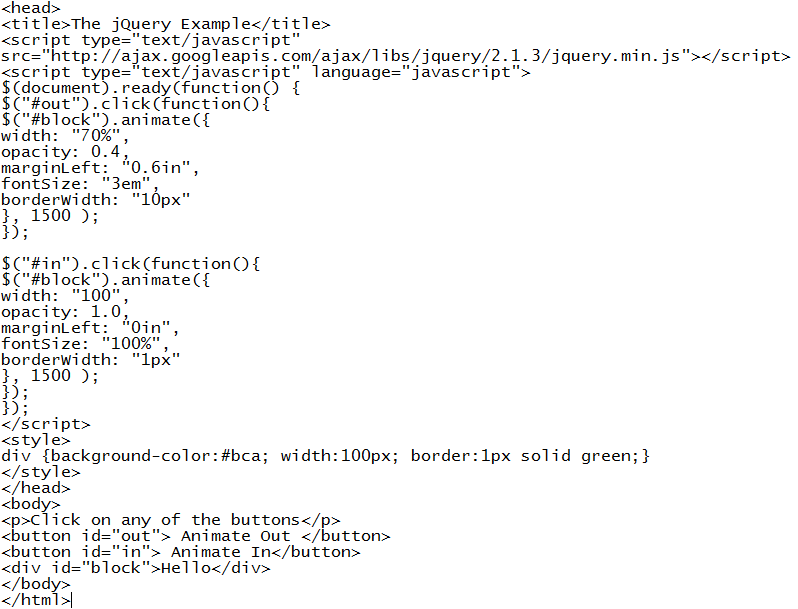 <head>
<title>The jQuery Example</title>
<script type="text/javascript"
src="http://ajax.googleapis.com/ajax/libs/jquery/2.1.3/jquery.min.js"></script>
<script type="text/javascript" language="javascript">
$(document).ready(function() {
$("#out").click(function(){
$("#block").animate({
width: "70%",
opacity: 0.4,
marginLeft: "0.6in",
fontSize: "3em",
borderWidth: "10px"
}, 1500 );
});

$("#in").click(function(){
$("#block").animate({
width: "100",
opacity: 1.0,
marginLeft: "0in",
fontSize: "100%",
borderWidth: "1px"
}, 1500 );
});
});
</script>
<style>
div {background-color:#bca; width:100px; border:1px solid green;}
</style>
</head>
<body>
<p>Click on any of the buttons</p>
<button id="out"> Animate Out </button>
<button id="in"> Animate In</button>
<div id="block">Hello</div>
</body>
</html>